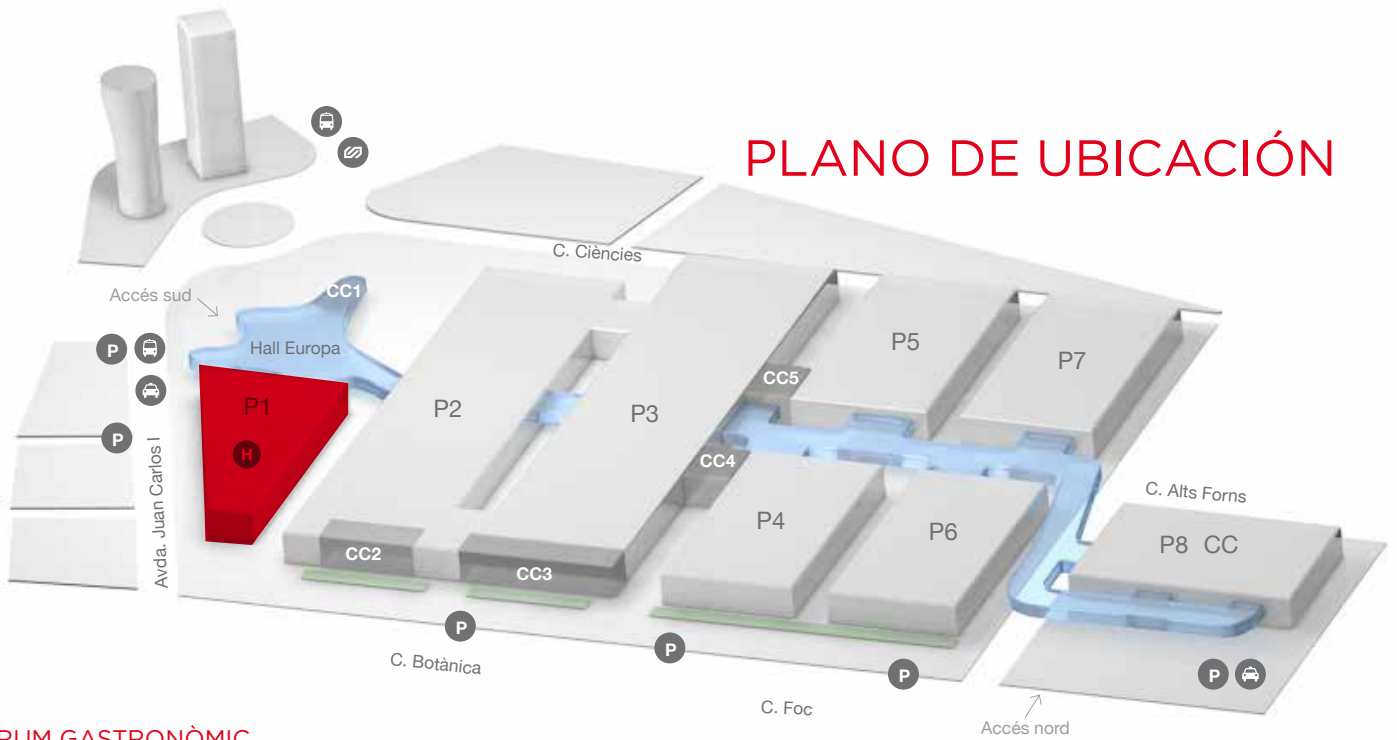 PLANO DE UBICACIÓN
C. Ciències
Accés sud
CC1
Hall Europa
P
P1
H
P
Avda. Juan Carlos I
P2
P3
CC5
P5
P7
CC4
P4
P6
C. Alts Forns
P8 CC
CC2
CC3
P
C. Botànica
P
P
C. Foc
P
Accés nord
GASTRONÒMIC